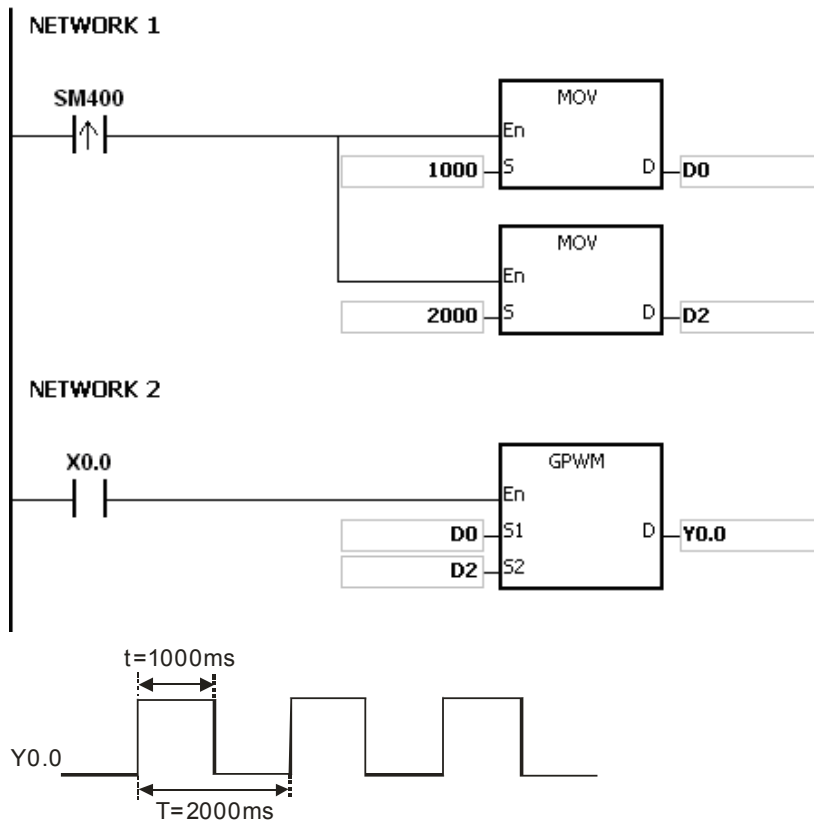 NETWORK 1
SM400
MOV
En
1000 S D D0
MOV
En
2000 S D D2
NETWORK 2
X0.0
GPWM
En
D0 S1 D Y0.0
D2 S2
t=1000ms
Y0.0
T=2000ms